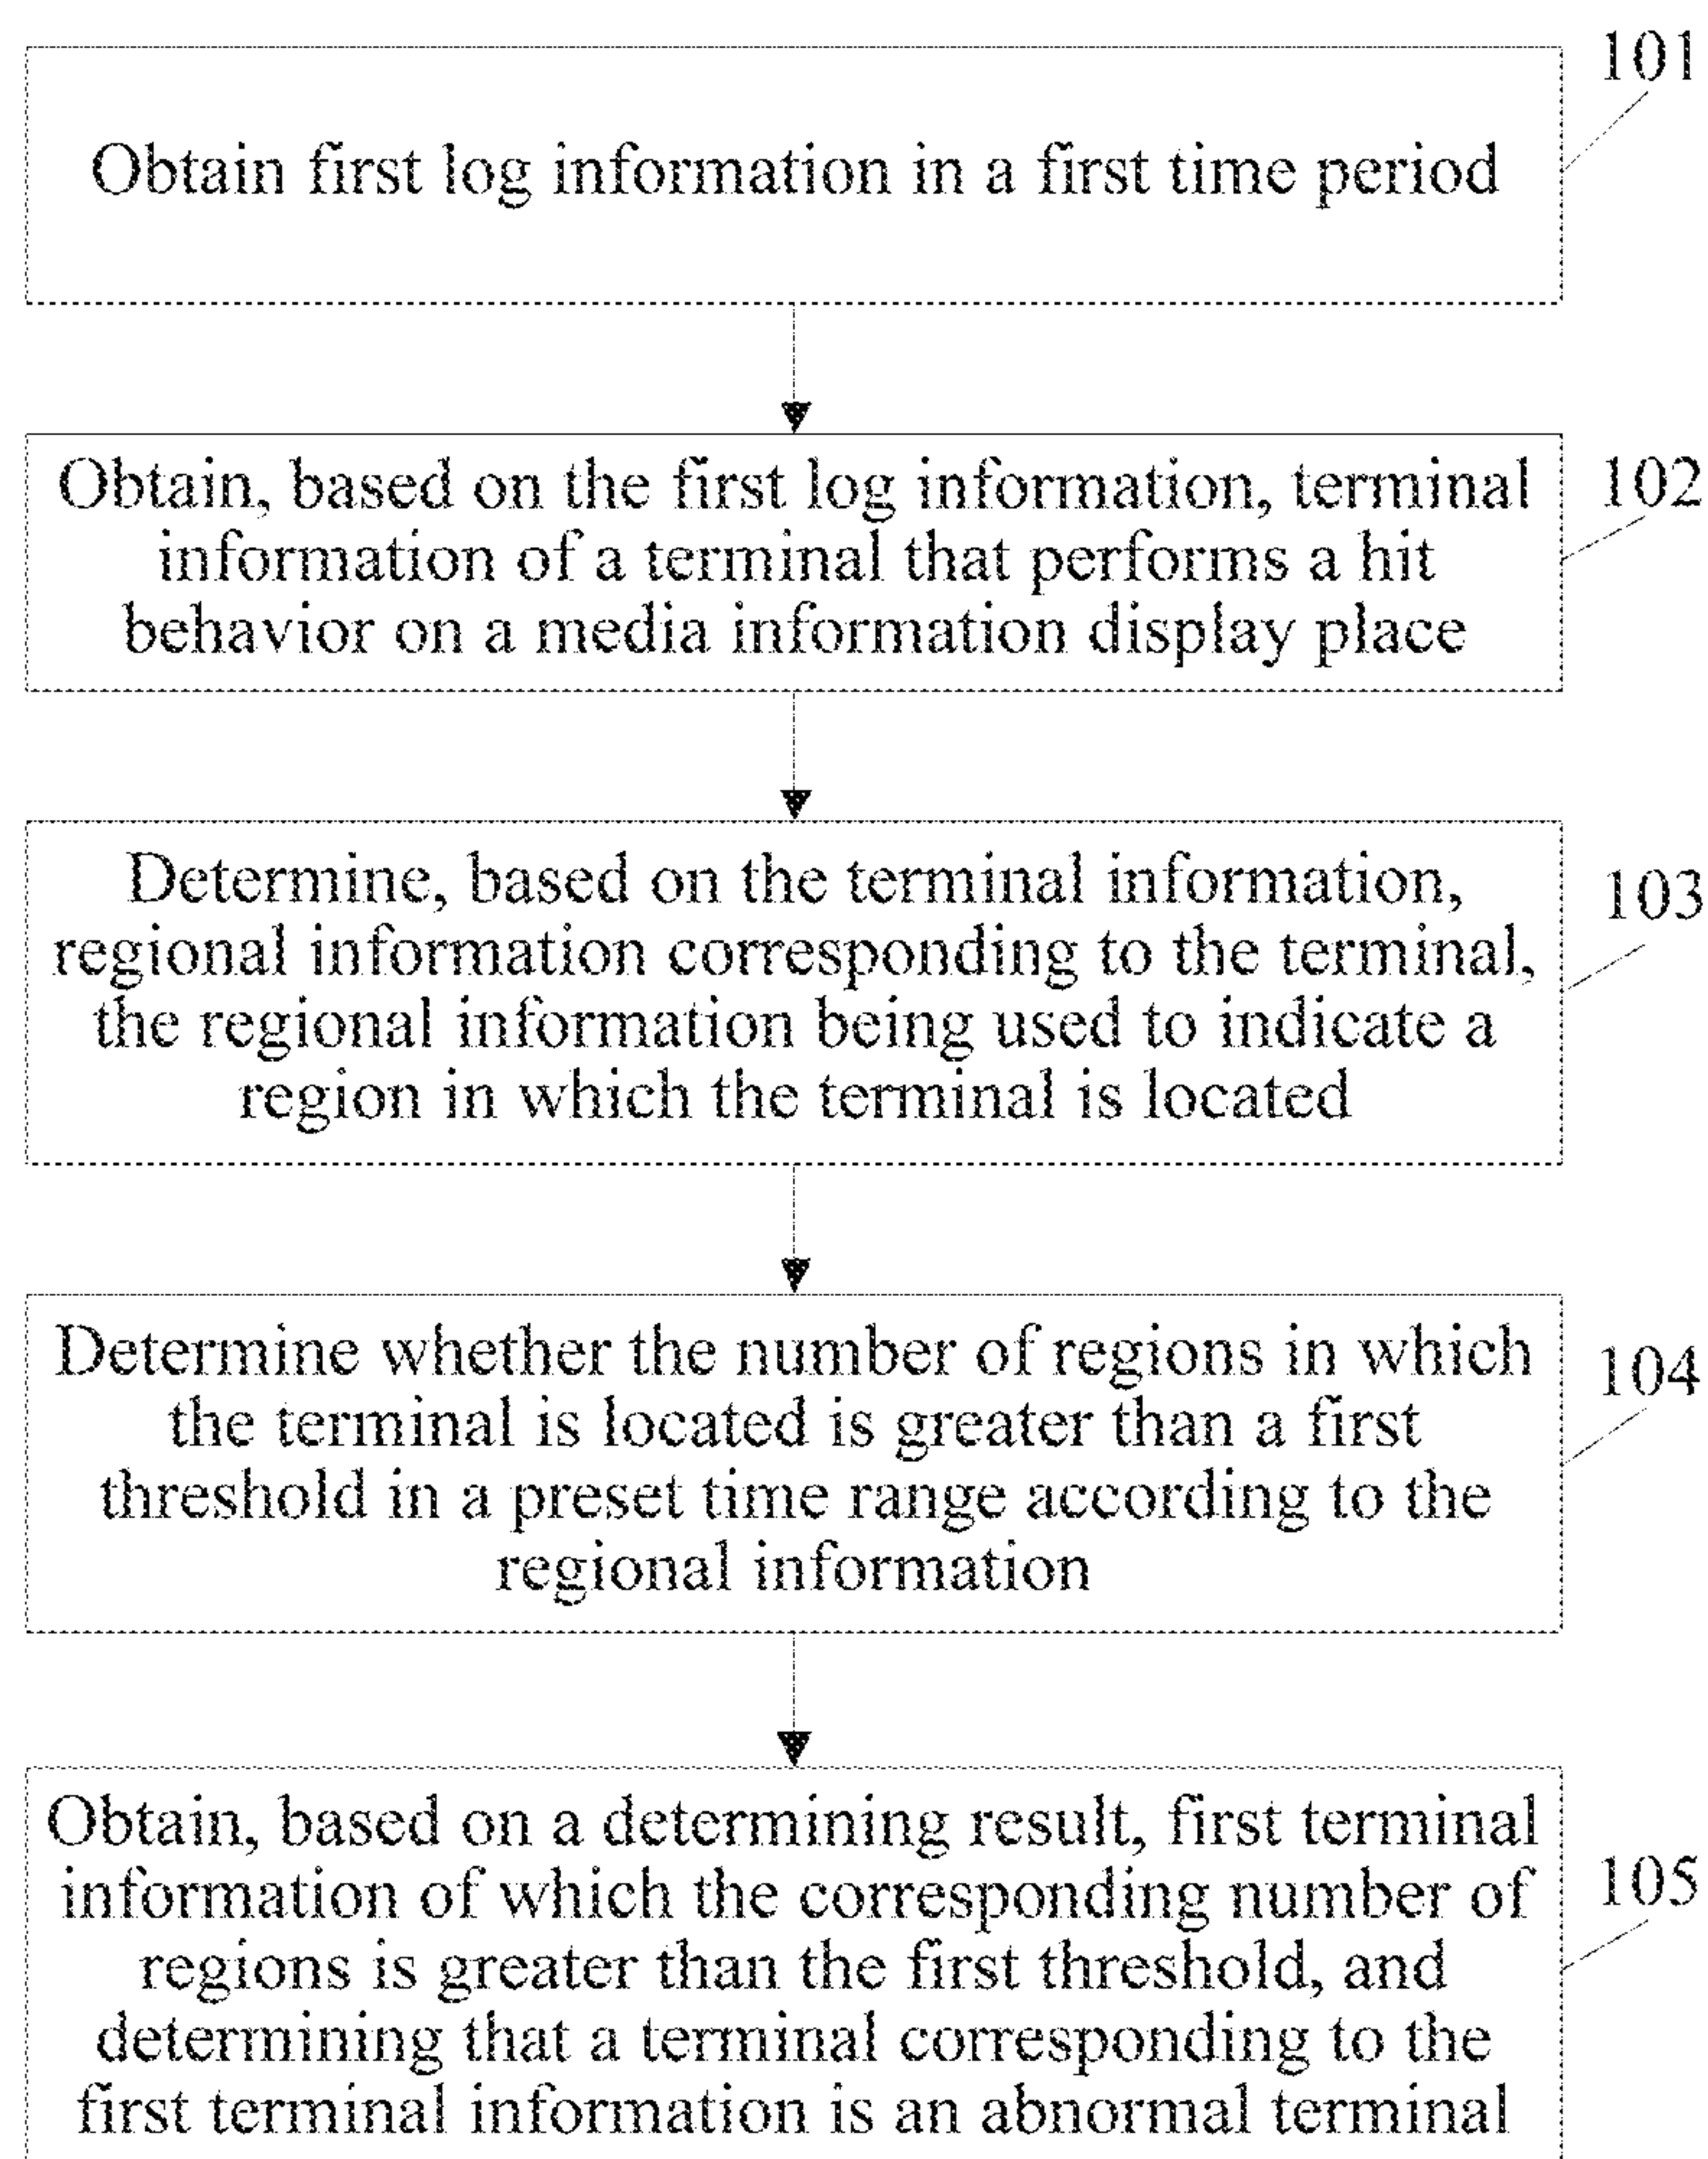 101
Obtain first log information in a first time period
Obtain, based on the first log information, terminal
information of a terminal that performs a hit
behavior on a media information display place
102
Determine, based on the terminal information,
regional information corresponding to the terminal,
the regional information being used to indicate a
region in which the terminal is located
103
Determine whether the number of regions in which
the terminal is located is greater than a first
threshold in a preset time range according to the
regional information
104
Obtain, based on a determining result, first terminal
information of which the corresponding number of
regions is greater than the first threshold, and
determining that a terminal corresponding to the
first terminal information is an abnormal terminal
105